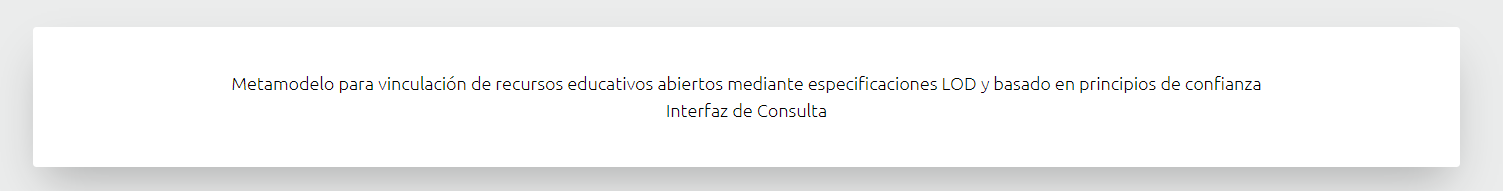 Metamodelo para vinculación de recursos educativos abiertos mediante especificaciones LOD y basado en principios de confianza
Interfaz de Consulta